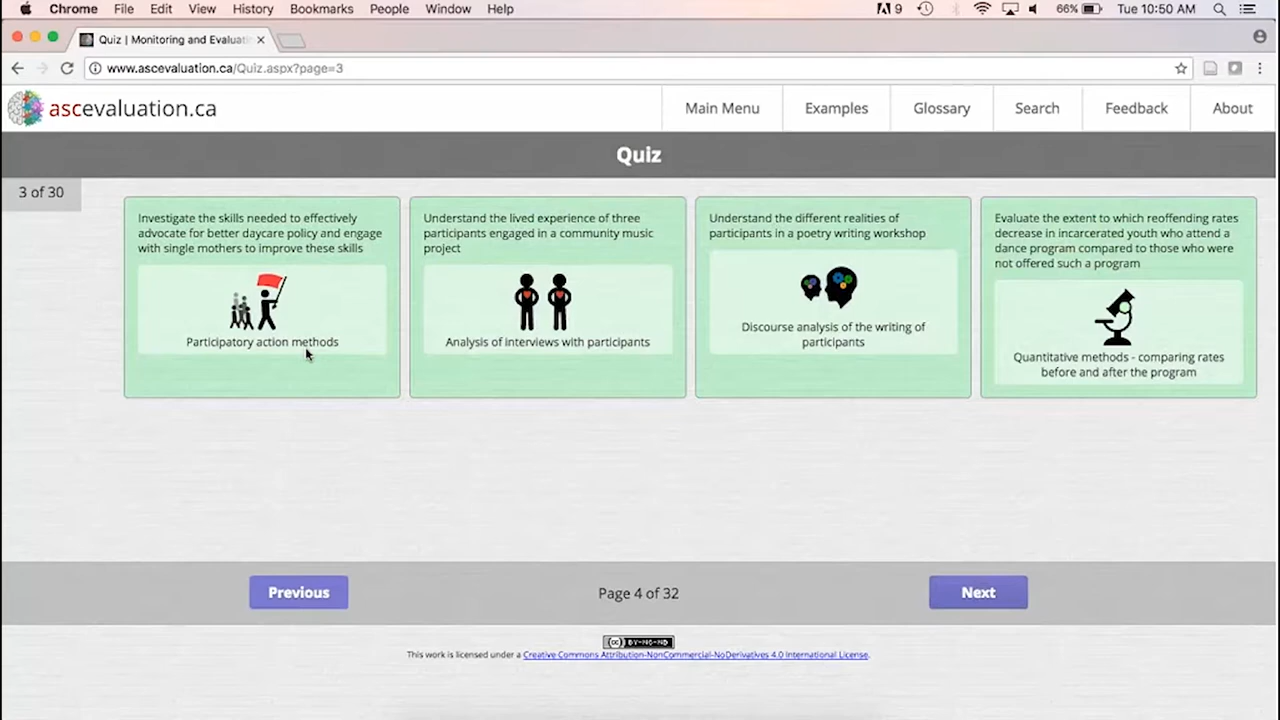 Chrome File Edit View History Bookmarks People Window Help 9 66% Tue 10:50 AM
Quiz | Monitoring and Evaluati
www.ascevaluation.ca/Quiz.aspx?page=3
ascevaluation.ca Main Menu Examples Glossary Search Feedback About
Quiz
3 of 30
Investigate the skills needed to effectively
advocate for better daycare policy and engage
with single mothers to improve these skills
Participatory action methods
Understand the lived experience of three
participants engaged in a community music
project
Analysis of interviews with participants
Understand the different realities of
participants in a poetry writing workshop
Discourse analysis of the writing of
participants
Evaluate the extent to which reoffending rates
decrease in incarcerated youth who attend a
dance program compared to those who were
not offered such a program
Quantitative methods - comparing rates
before and after the program
Previous Page 4 of 32 Next
cc BY-NC-ND
This work is licensed under a Creative Commons Attribution-NonCommercial-NoDerivatives 4.0 International License.